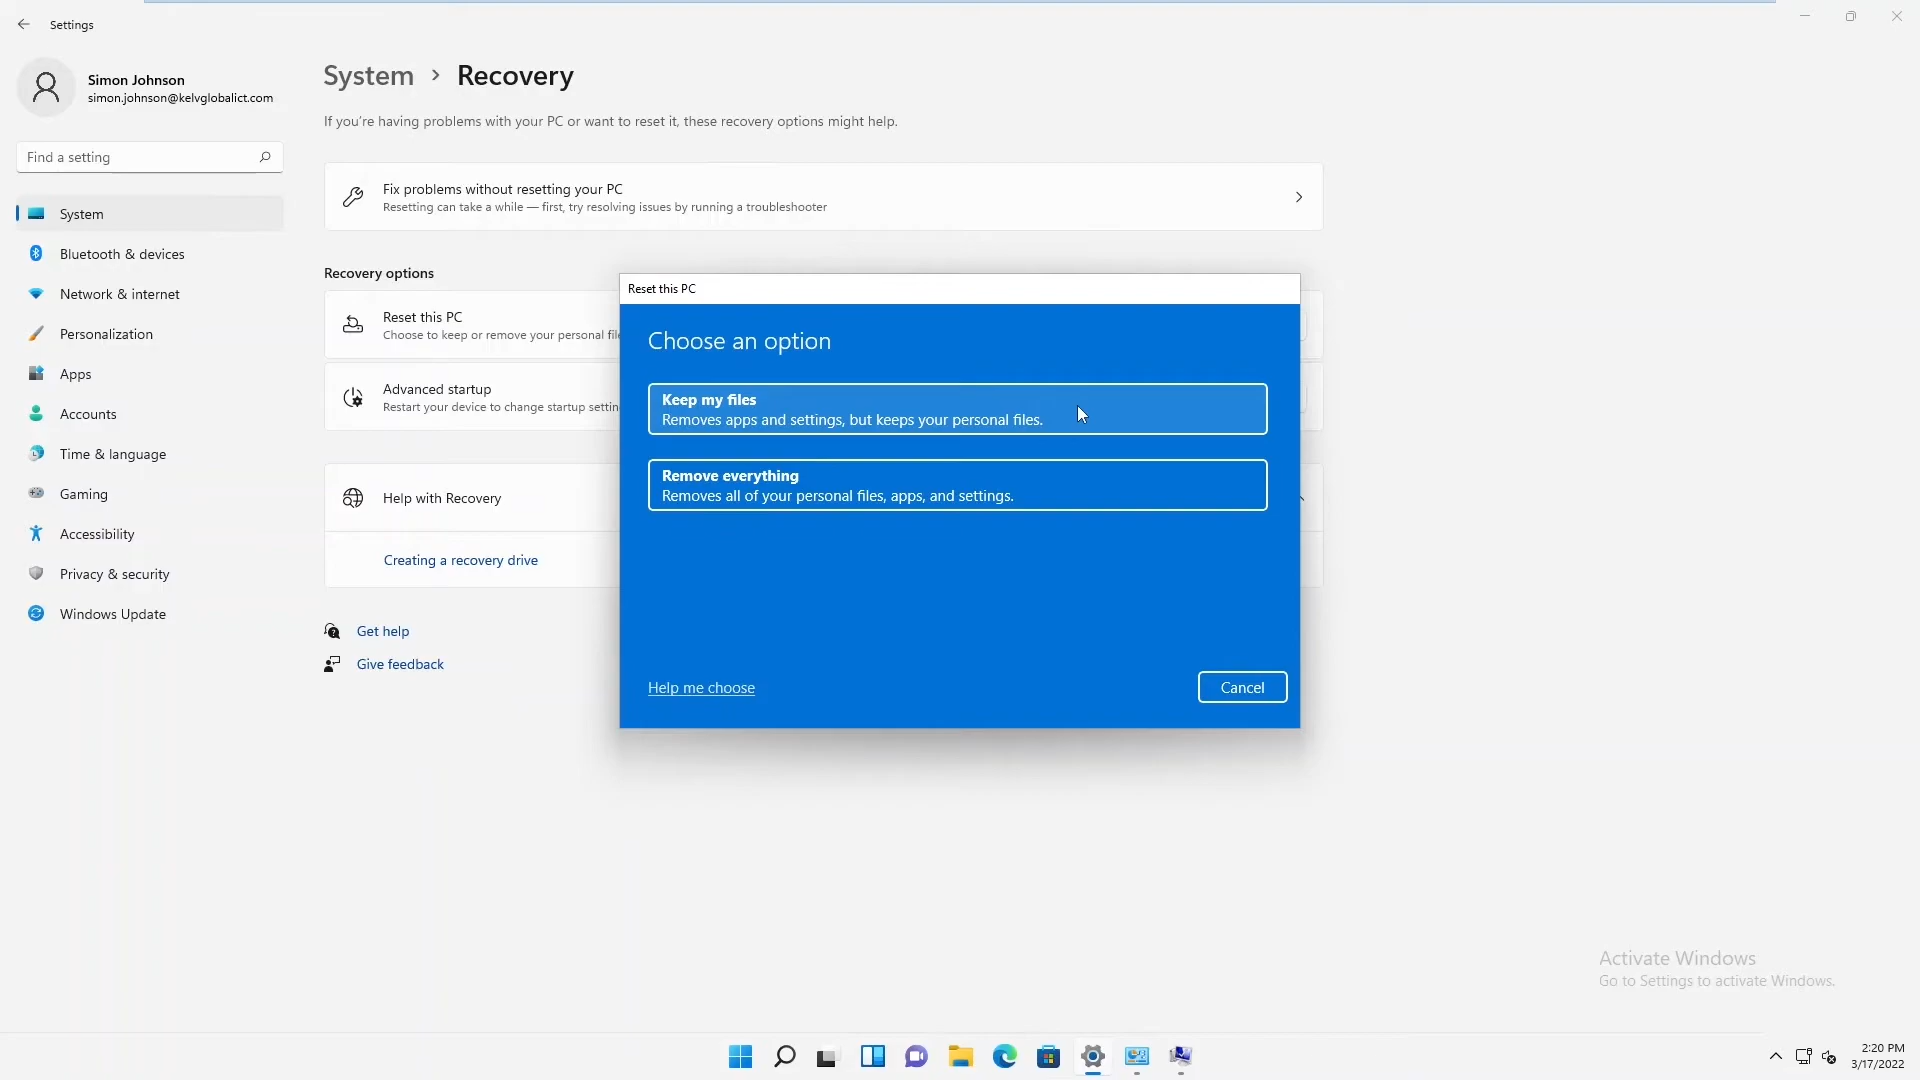 Settings
Simon Johnson
simon.johnson@kelvglobalict.com
Find a setting
System
Bluetooth & devices
Network & internet
Personalization
Apps
Accounts
Time & language
Gaming
Accessibility
Privacy & security
Windows Update
System > Recovery
If you're having problems with your PC or want to reset it, these recovery options might help.
Fix problems without resetting your PC
Resetting can take a while — first, try resolving issues by running a troubleshooter
Recovery options
Reset this PC
Choose to keep or remove your personal
Advanced startup
Restart your device to change startup
Help with Recovery
Creating a recovery drive
Get help
Give feedback
Reset this PC
Choose an option
Keep my files
Removes apps and settings, but keeps your personal files.
Remove everything
Removes all of your personal files, apps, and settings.
Help me choose
Cancel
Activate Windows
Go to Settings to activate Windows.
2:20 PM
3/17/2022